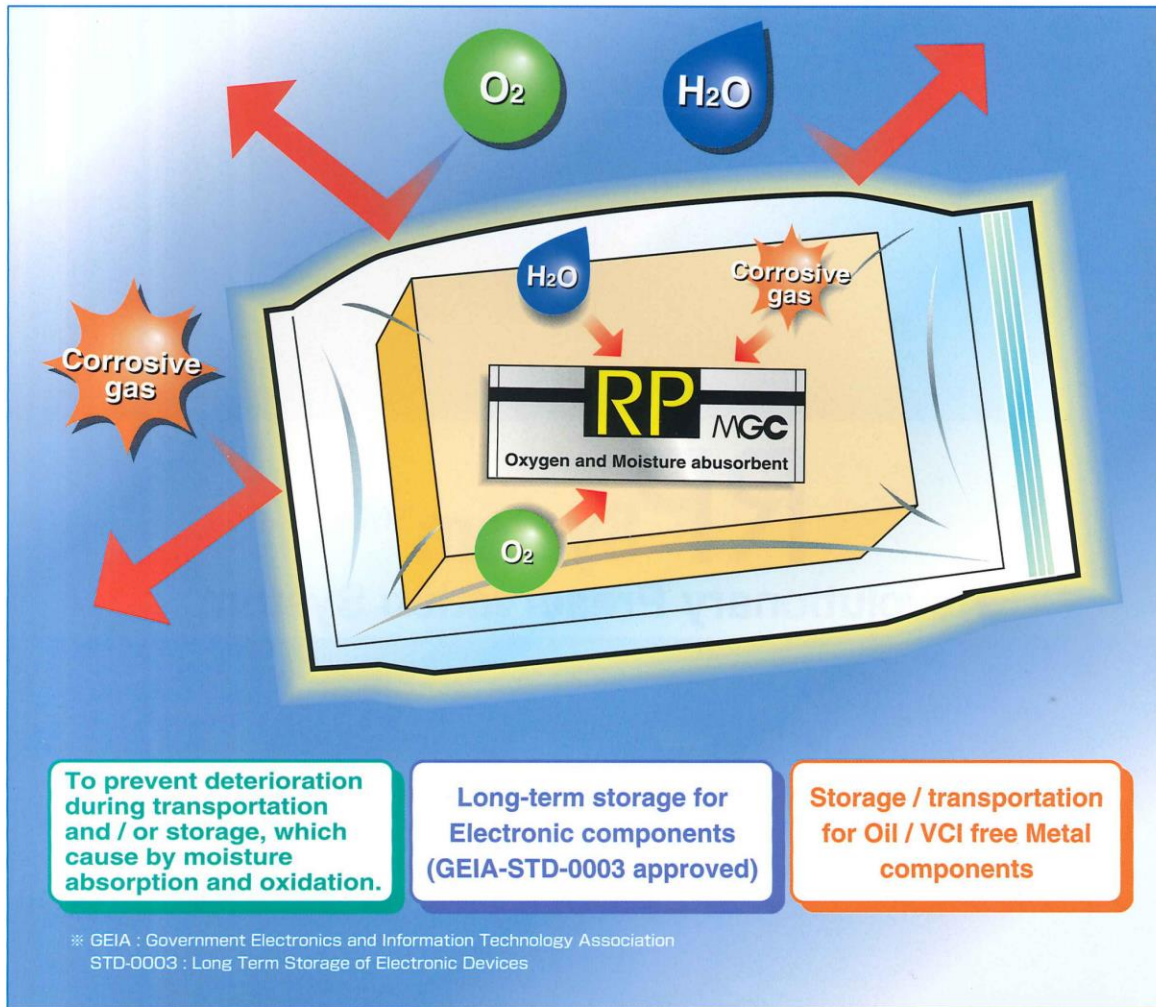 O2
H2O
H2O
Corrosive
gas
Corrosive
gas
RP MGC
Oxygen and Moisture abusorbent
O2
To prevent deterioration
during transportation
and / or storage, which
cause by moisture
absorption and oxidation.
Long-term storage for
Electronic components
(GEIA-STD-0003 approved)
Storage / transportation
for Oil / VCI free Metal
components
※ GEIA : Government Electronics and Information Technology Association
STD-0003 : Long Term Storage of Electronic Devices